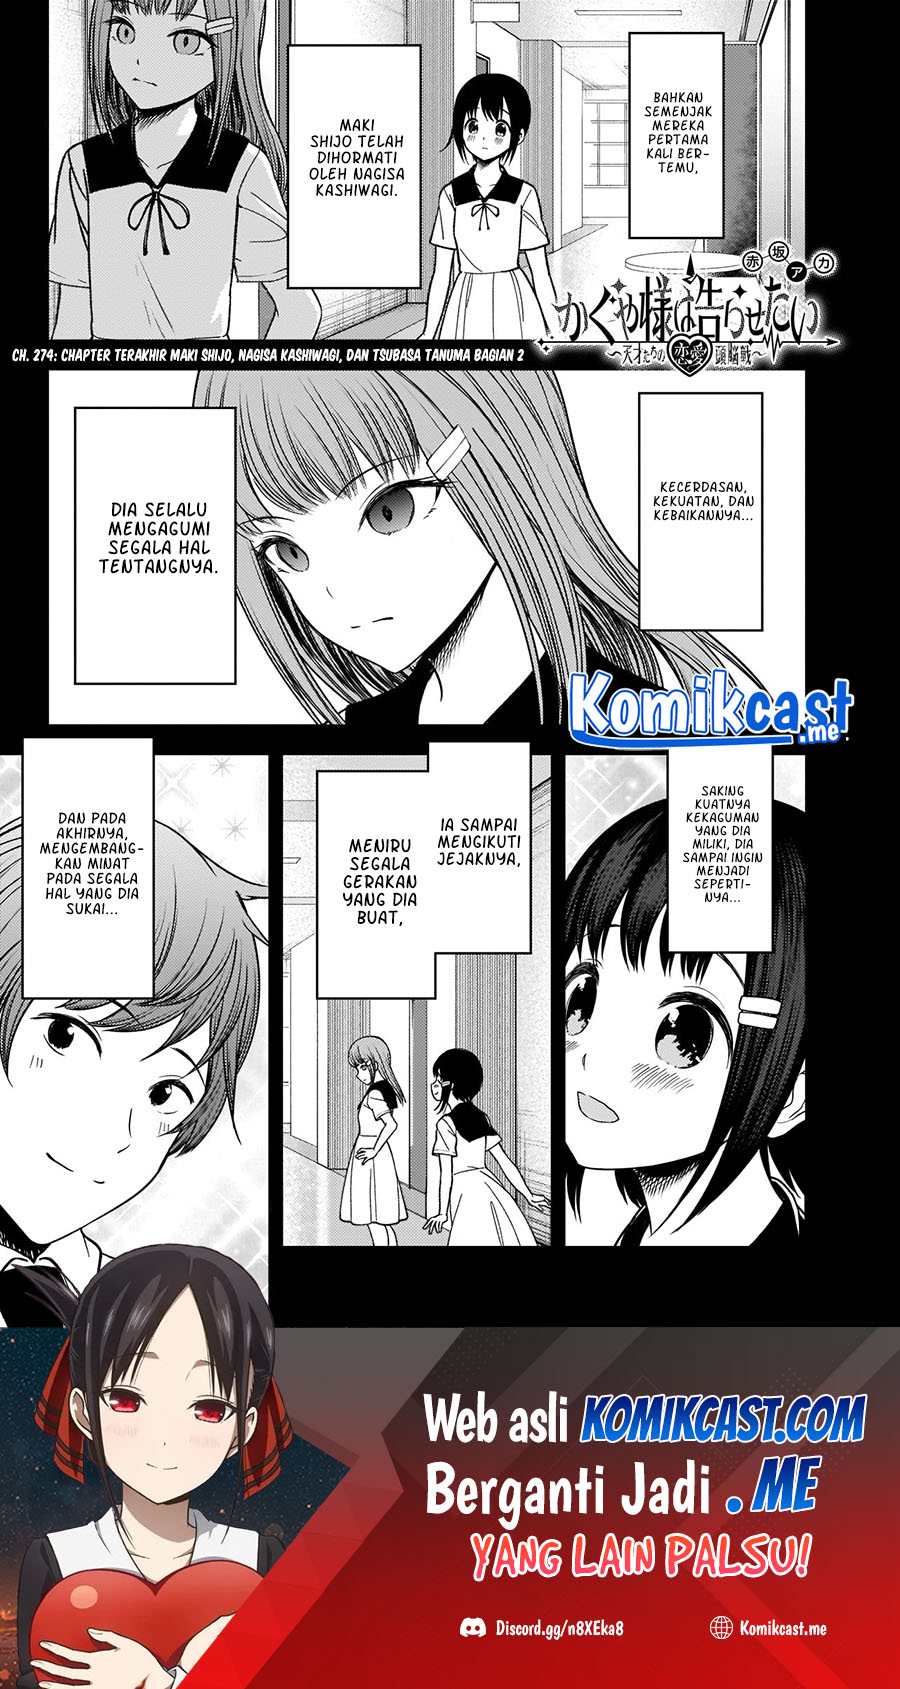 BAHKAN
SEMENJAK
MEREKA
PERTAMA
KALI BER-
TEMU,
MAKI
SHIJO TELAH
DIHORMATI
OLEH NAGISA
KASHIWAGI.
赤坂アカ
かぐや様は告らせたい
～天才たちの恋愛頭脳戦～
CH. 274: CHAPTER TERAKHIR MAKI SHIJO, NAGISA KASHIWAGI, DAN TSUBASA TANUMA BAGIAN 2
KECERDASAN,
KEKUATAN, DAN
KEBAIKANNYA...
DIA SELALU
MENGAGUMI
SEGALA HAL
TENTANGNYA.
Komikcast
.me
SAKING
KUATNYA
KEKAGUMAN
YANG DIA
MILIKI, DIA
SAMPAI INGIN
MENJADI
SEPERTI-
NYA...
IA SAMPAI
MENGIKUTI
JEJAKNYA,
MENIRU
SEGALA
GERAKAN
YANG DIA
BUAT,
DAN PADA
AKHIRNYA,
MENGEMBANG-
KAN MINAT
PADA SEGALA
HAL YANG DIA
SUKAI...
Web asli KOMIKCAST.COM
Berganti Jadi .ME
YANG LAIN PALSU!
Discord.gg/n8XEka8
Komikcast.me